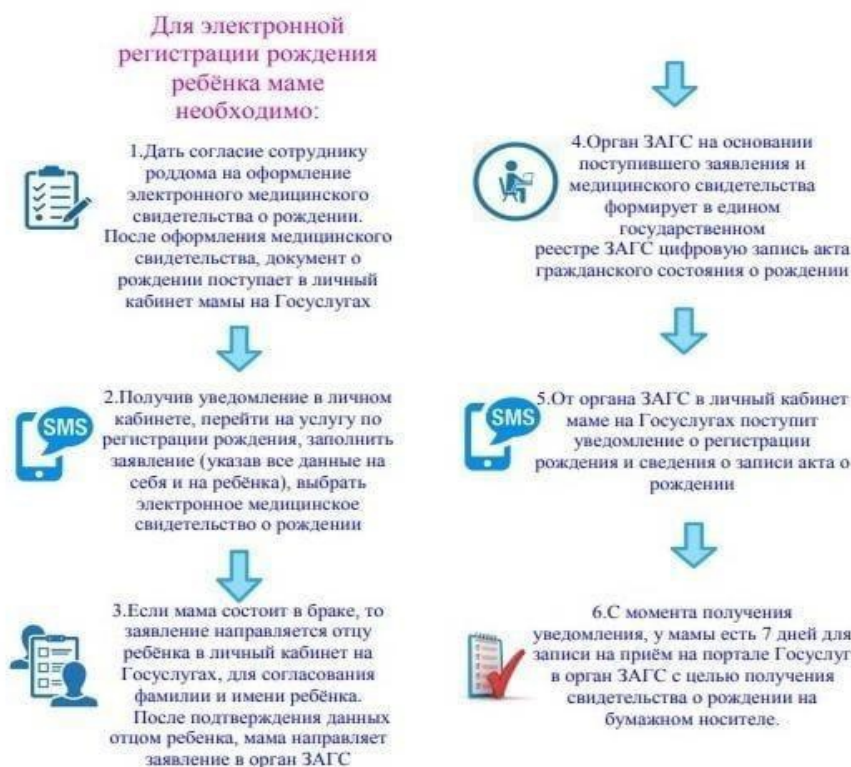 Для электронной
регистрации рождения
ребёнка маме
необходимо:
1.Дать согласие сотруднику
роддома на оформление
электронного медицинского
свидетельства о рождении.
После оформления медицинского
свидетельства, документ о
рождении поступает в личный
кабинет мамы на Госуслугах
SMS
2.Получив уведомление в личном
кабинете, перейти на услугу по
регистрации рождения, заполнить
заявление (указав все данные на
себя и на ребёнка), выбрать
электронное медицинское
свидетельство о рождении
3.Если мама состоит в браке, то
заявление направляется отцу
ребёнка в личный кабинет на
Госуслугах, для согласования
фамилии и имени ребёнка.
После подтверждения данных
отцом ребенка, мама направляет
заявление в орган ЗАГС
4.Орган ЗАГС на основании
поступившего заявления и
медицинского свидетельства
формирует в едином
государственном
реестре ЗАГС цифровую запись акта
гражданского состояния о рождении
SMS
5.От органа ЗАГС в личный кабинет
маме на Госуслугах поступит
уведомление о регистрации
рождения и сведения о записи акта о
рождении
6.С момента получения
уведомления, у мамы есть 7 дней для
записи на приём на портале Госуслуг
в орган ЗАГС с целью получения
свидетельства о рождении на
бумажном носителе.